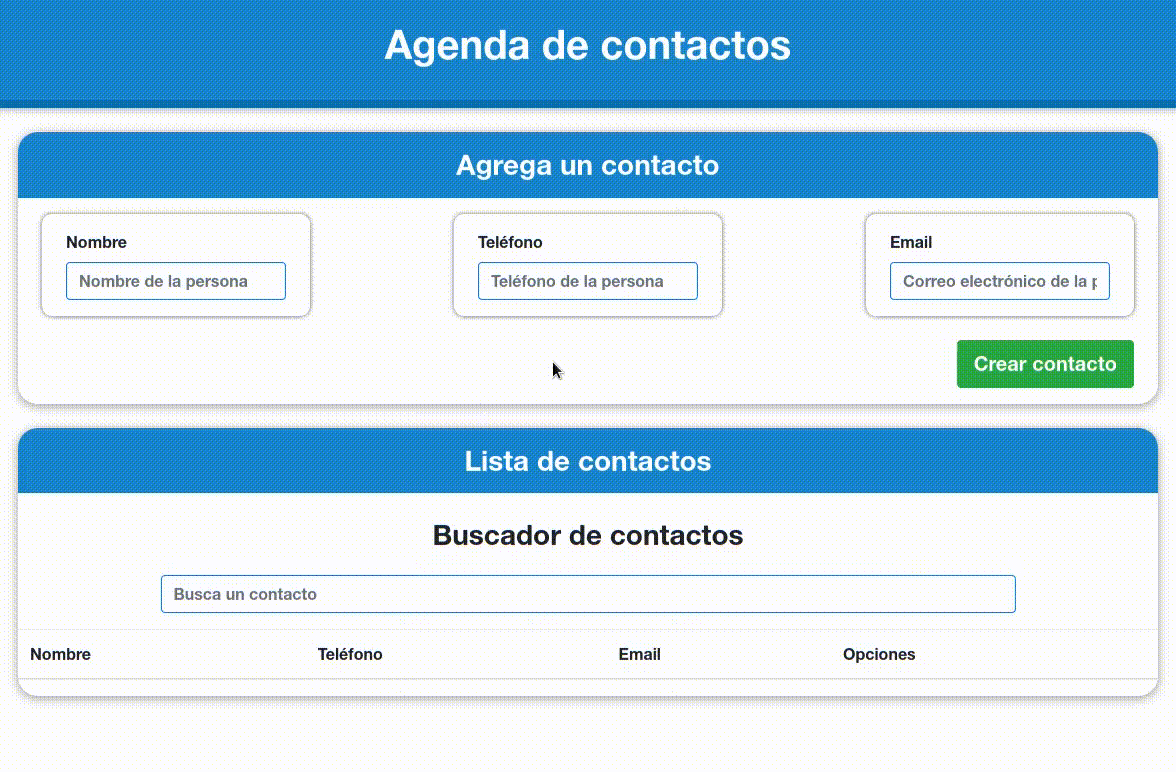 Agenda de contactos
Agrega un contacto
Nombre Teléfono Email
Nombre de la persona Teléfono de la persona Correo electrónico de la
Crear contacto
Lista de contactos
Buscador de contactos
Busca un contacto
Nombre Teléfono Email Opciones